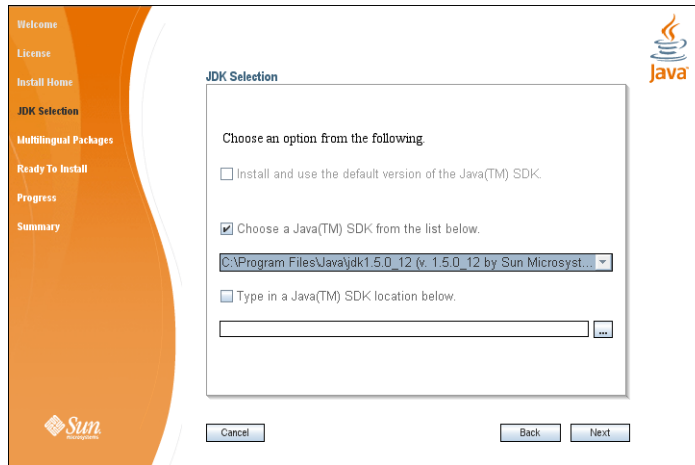 Welcome
License
Install Home
JDK Selection
Multilingual Packages
Ready To Install
Progress
Summary
Sun
microsystems
Java
JDK Selection
Choose an option from the following.
Install and use the default version of the Java(TM) SDK.
Choose a Java(TM) SDK from the list below.
C:\Program Files\Java\jdk1.5.0_12 (v. 1.5.0_12 by Sun Microsyst...
Type in a Java(TM) SDK location below.
...
Cancel
Back
Next